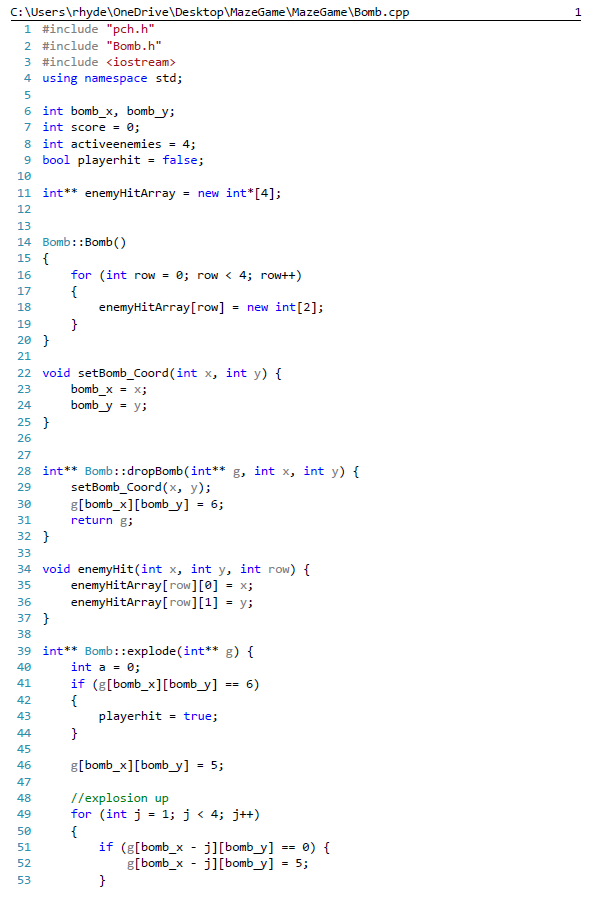 C:\Users\rhyde\OneDrive\Desktop\MazeGame\MazeGame\Bomb.cpp 1
1 #include "pch.h"
2 #include "Bomb.h"
3 #include <iostream>
4 using namespace std;
5
6 int bomb_x, bomb_y;
7 int score = 0;
8 int activeenemies = 4;
9 bool playerhit = false;
10
11 int** enemyHitArray = new int*[4];
12
13
14 Bomb::Bomb()
15 {
16     for (int row = 0; row < 4; row++)
17     {
18         enemyHitArray[row] = new int[2];
19     }
20 }
21
22 void setBomb_Coord(int x, int y) {
23     bomb_x = x;
24     bomb_y = y;
25 }
26
27
28 int** Bomb::dropBomb(int** g, int x, int y) {
29     setBomb_Coord(x, y);
30     g[bomb_x][bomb_y] = 6;
31     return g;
32 }
33
34 void enemyHit(int x, int y, int row) {
35     enemyHitArray[row][0] = x;
36     enemyHitArray[row][1] = y;
37 }
38
39 int** Bomb::explode(int** g) {
40     int a = 0;
41     if (g[bomb_x][bomb_y] == 6)
42     {
43         playerhit = true;
44     }
45
46     g[bomb_x][bomb_y] = 5;
47
48     //explosion up
49     for (int j = 1; j < 4; j++)
50     {
51         if (g[bomb_x - j][bomb_y] == 0) {
52             g[bomb_x - j][bomb_y] = 5;
53         }